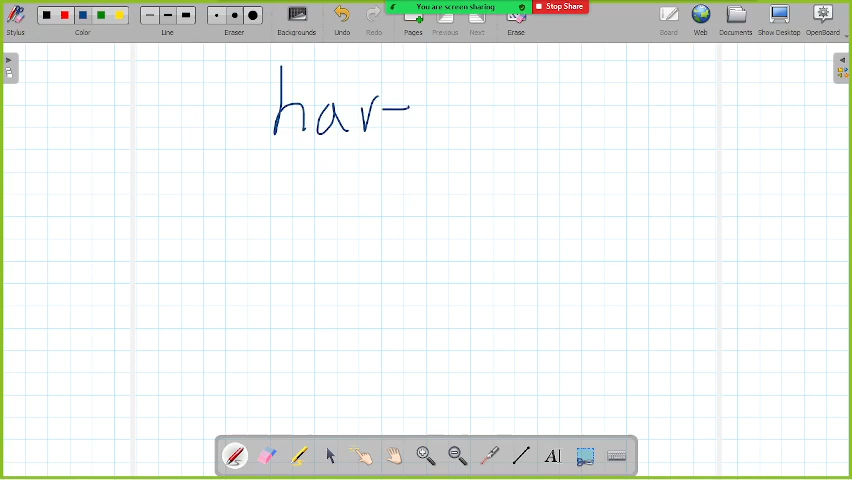 Stylus Color Line Eraser Backgrounds Undo Redo Pages Previous Next Erase Board Web Documents Show Desktop OpenBoard
You are screen sharing Stop Share
har-